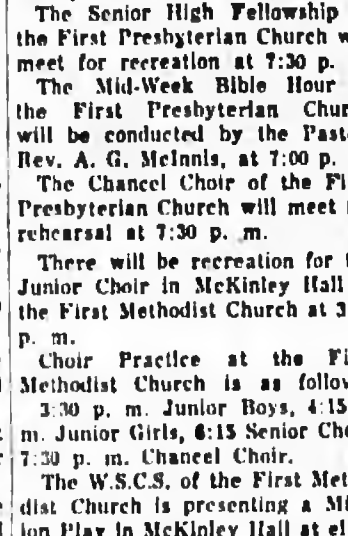 The Senior High Fellowship
the First Presbyterian Church w
meet for recreation at 7:30 p.
The Mid-Week Bible Hour
the First Presbyterian Chur
will be conducted by the Past
Rev. A. G. McInnis, at 7:00 p.
The Chancel Choir of the Fi
Presbyterian Church will meet
rehearsal at 7:30 p. m.
There will be recreation for
Junior Choir in McKinley Hall
the First Methodist Church at 3
p. m.
Choir Practice at the Fi
Methodist Church is as follow
3:30 p. m. Junior Boys, 4:15
m. Junior Girls, 6:15 Senior Cho
7:30 p. m. Chancel Choir.
The W.S.C.S. of the First Met
dist Church is presenting a Mi
ion Play in McKinley Hall at el